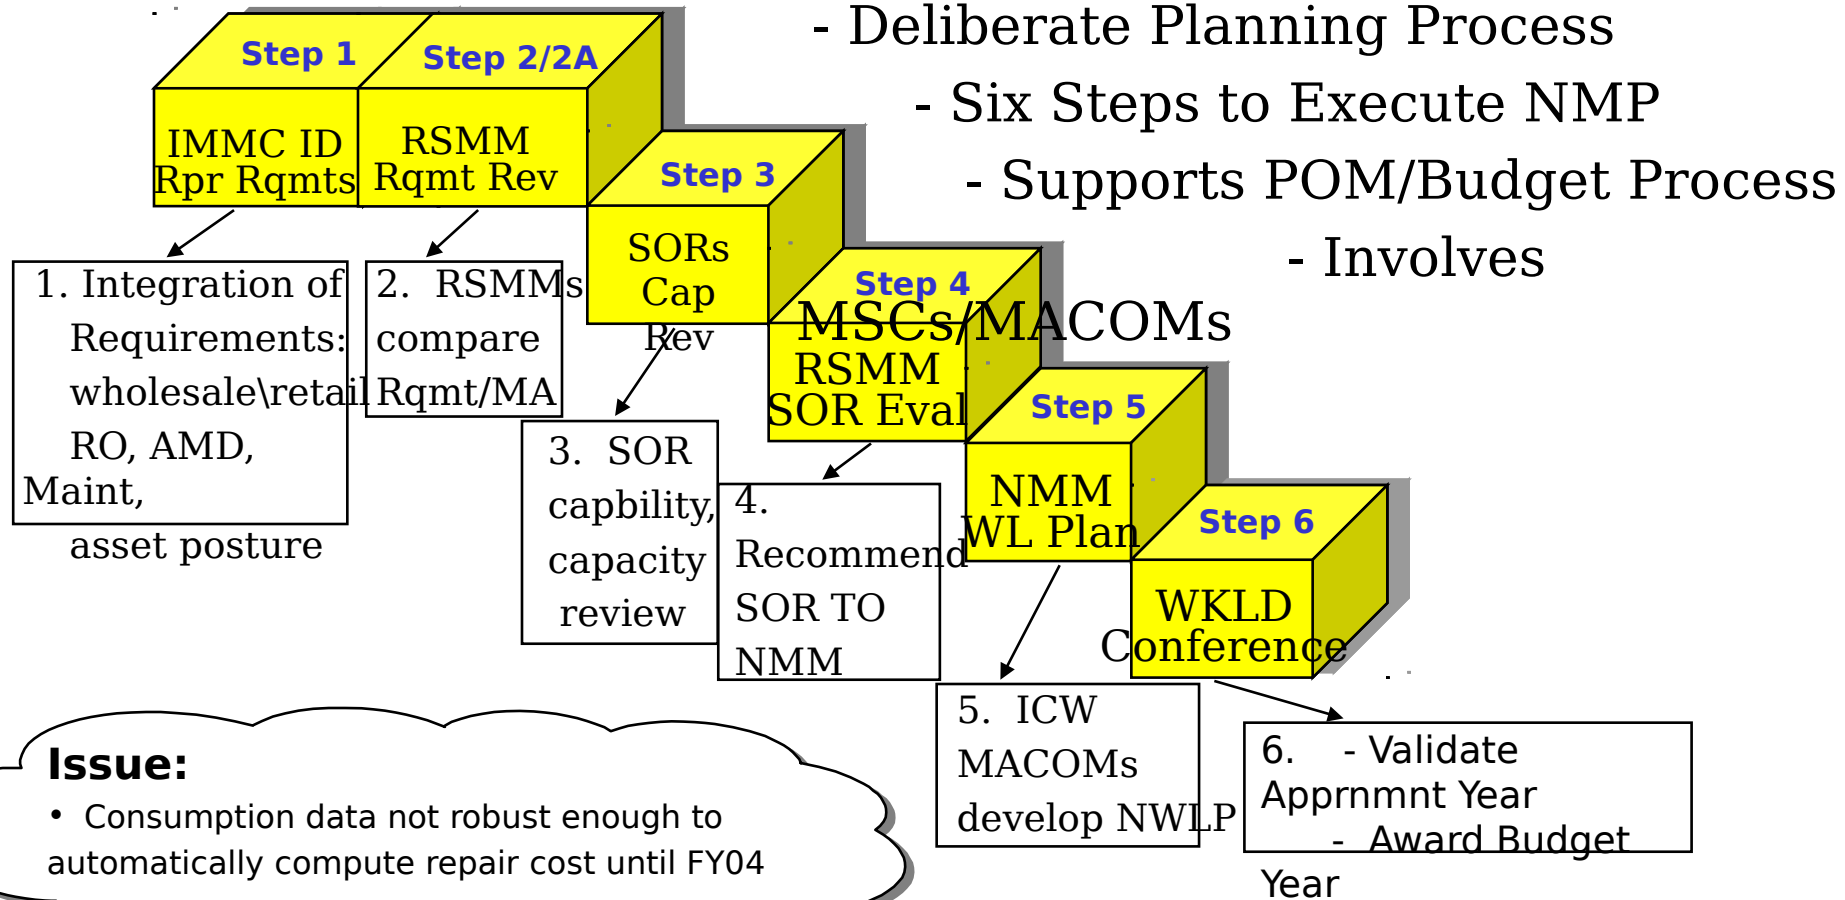 - Deliberate Planning Process
- Six Steps to Execute NMP
- Supports POM/Budget Process
- Involves
MSCs/MACOMs
Step 1
IMMC ID
Rpr Rqmts
Step 2/2A
RSMM
Rqmt Rev
Step 3
SORs
Cap
Rev
Step 4
RSMM
SOR Eval
Step 5
NMM
WL Plan
Step 6
WKLD
Conference
1. Integration of
Requirements:
wholesale\retail
RO, AMD,
Maint,
asset posture
2. RSMMs
compare
Rqmt/MA
3. SOR
capbility,
capacity
review
4.
Recommend
SOR TO
NMM
5. ICW
MACOMs
develop NWLP
6. - Validate
Apprnmnt Year
- Award Budget
Year
Issue:
• Consumption data not robust enough to
automatically compute repair cost until FY04